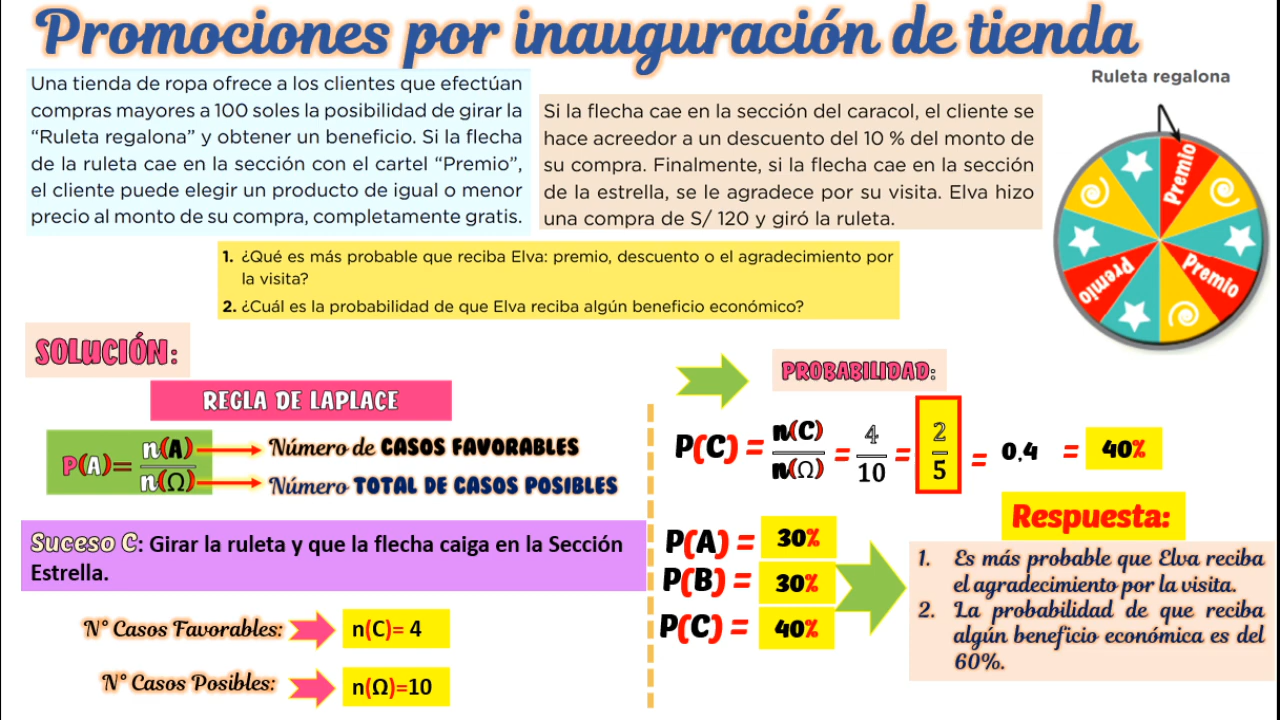 Promociones por inauguración de tienda
Una tienda de ropa ofrece a los clientes que efectúan
compras mayores a 100 soles la posibilidad de girar la
“Ruleta regalona” y obtener un beneficio. Si la flecha
de la ruleta cae en la sección con el cartel “Premio”,
el cliente puede elegir un producto de igual o menor
precio al monto de su compra, completamente gratis.
Si la flecha cae en la sección del caracol, el cliente se
hace acreedor a un descuento del 10 % del monto de
su compra. Finalmente, si la flecha cae en la sección
de la estrella, se le agradece por su visita. Elva hizo
una compra de S/ 120 y giró la ruleta.
Ruleta regalona
Premio
Premio
Premio
1. ¿Qué es más probable que reciba Elva: premio, descuento o el agradecimiento por
la visita?
2. ¿Cuál es la probabilidad de que Elva reciba algún beneficio económico?
SOLUCIÓN:
REGLA DE LAPLACE
P(A)= n(A)/n(Ω)
Número de CASOS FAVORABLES
Número TOTAL DE CASOS POSIBLES
Suceso C: Girar la ruleta y que la flecha caiga en la Sección
Estrella.
N° Casos Favorables: n(C)= 4
N° Casos Posibles: n(Ω)=10
PROBABILIDAD:
P(C) = n(C)/n(Ω) = 4/10 = 2/5 = 0,4 = 40%
P(A) = 30%
P(B) = 30%
P(C) = 40%
Respuesta:
1. Es más probable que Elva reciba
el agradecimiento por la visita.
2. La probabilidad de que reciba
algún beneficio económico es del
60%.